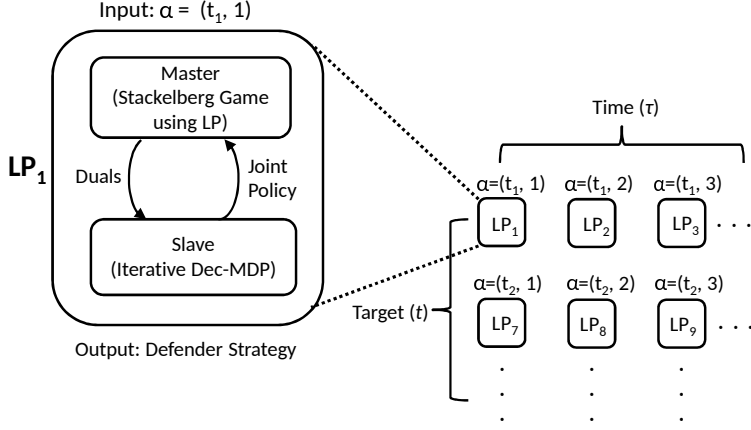 Input: α = (t₁, 1)
Master
(Stackelberg Game
using LP)
LP₁
Duals
Joint
Policy
Slave
(Iterative Dec-MDP)
Output: Defender Strategy
Time (τ)
α=(t₁, 1) α=(t₁, 2) α=(t₁, 3)
LP₁ LP₂ LP₃ . . .
Target (t)
α=(t₂, 1) α=(t₂, 2) α=(t₂, 3)
LP₇ LP₈ LP₉ . . .